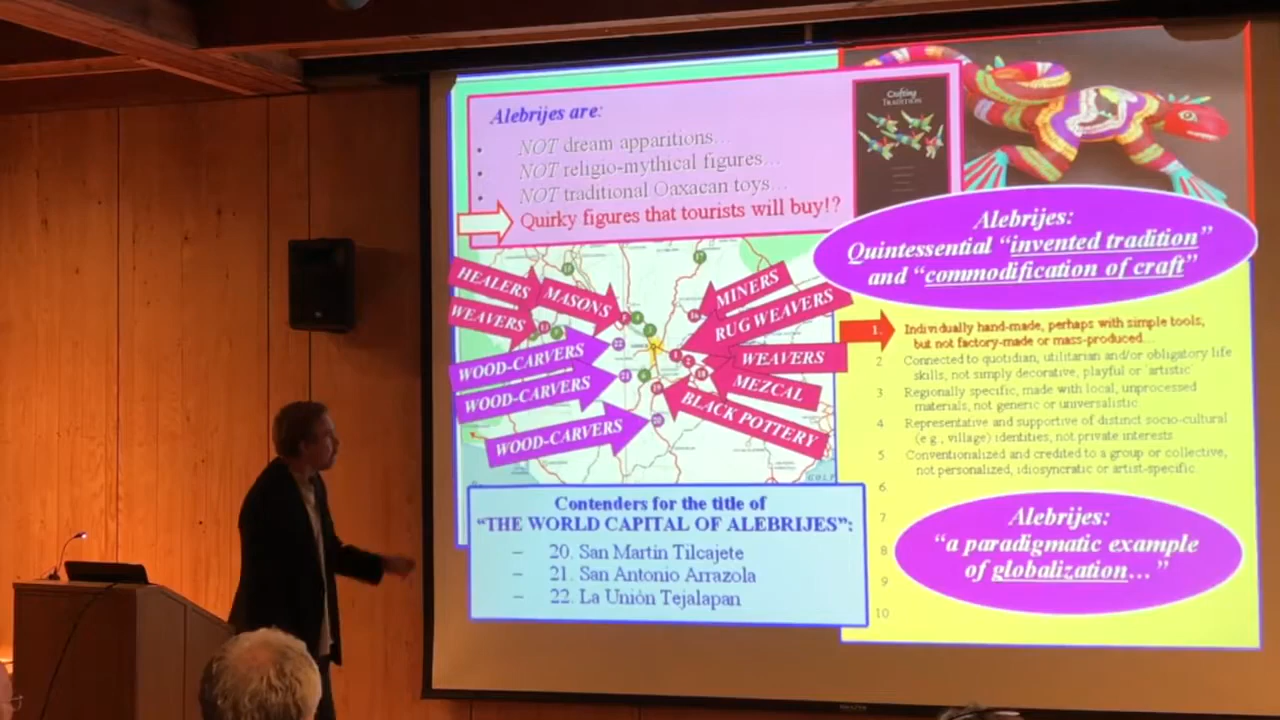 Alebrijes are:
• NOT dream apparitions…
• NOT religio-mythical figures…
• NOT traditional Oaxacan toys…
Quirky figures that tourists will buy!?
Crafting
TRADITION
Alebrijes:
Quintessential “invented tradition”
and “commodification of craft”
HEALERS
WEAVERS
MASONS
WOOD-CARVERS
WOOD-CARVERS
WOOD-CARVERS
MINERS
RUG WEAVERS
WEAVERS
MEZCAL
BLACK POTTERY
22
21
20
GULF
Contenders for the title of
“THE WORLD CAPITAL OF ALEBRIJES”:
– 20. San Martin Tilcajete
– 21. San Antonio Arrazola
– 22. La Unión Tejalapan
1. Individually hand-made, perhaps with simple tools,
but not factory-made or mass-produced…
2 Connected to quotidian, utilitarian and/or obligatory life
skills, not simply decorative, playful or 'artistic'
3 Regionally specific, made with local, unprocessed
materials, not generic or universalistic
4 Representative and supportive of distinct socio-cultural
(e.g., village) identities, not private interests
5 Conventionalized and credited to a group or collective,
not personalized, idiosyncratic or artist-specific
6.
7
8
9
10
Alebrijes:
“a paradigmatic example
of globalization…”